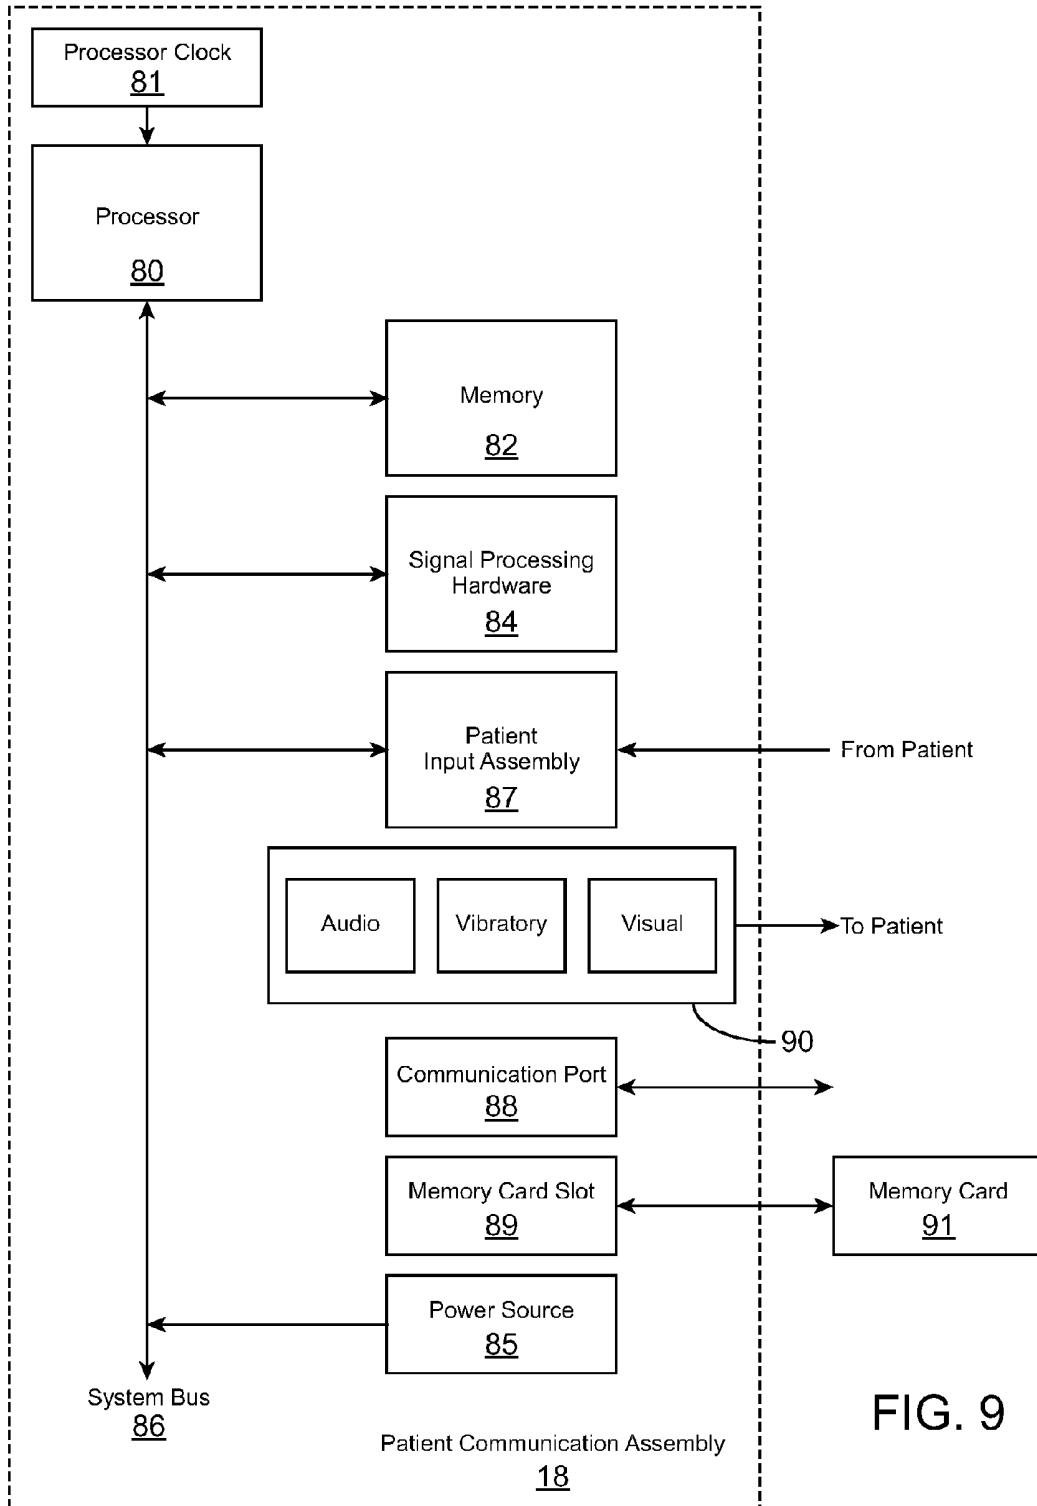 Processor Clock
81
Processor
80
Memory
82
Signal Processing
Hardware
84
Patient
Input Assembly
87
From Patient
Audio
Vibratory
Visual
To Patient
90
Communication Port
88
Memory Card Slot
89
Memory Card
91
Power Source
85
System Bus
86
Patient Communication Assembly
18
FIG. 9